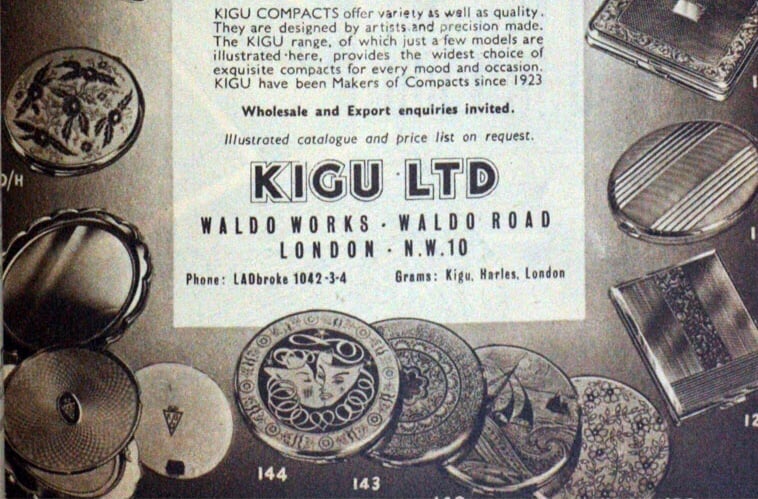 KIGU COMPACTS offer variety as well as quality.
They are designed by artists and precision made.
The KIGU range, of which just a few models are
illustrated here, provides the widest choice of
exquisite compacts for every mood and occasion.
KIGU have been Makers of Compacts since 1923
Wholesale and Export enquiries invited.
Illustrated catalogue and price list on request.
KIGU LTD
WALDO WORKS · WALDO ROAD
LONDON · N.W.10
Phone: LADbroke 1042-3-4 Grams: Kigu, Harles, London
144
143